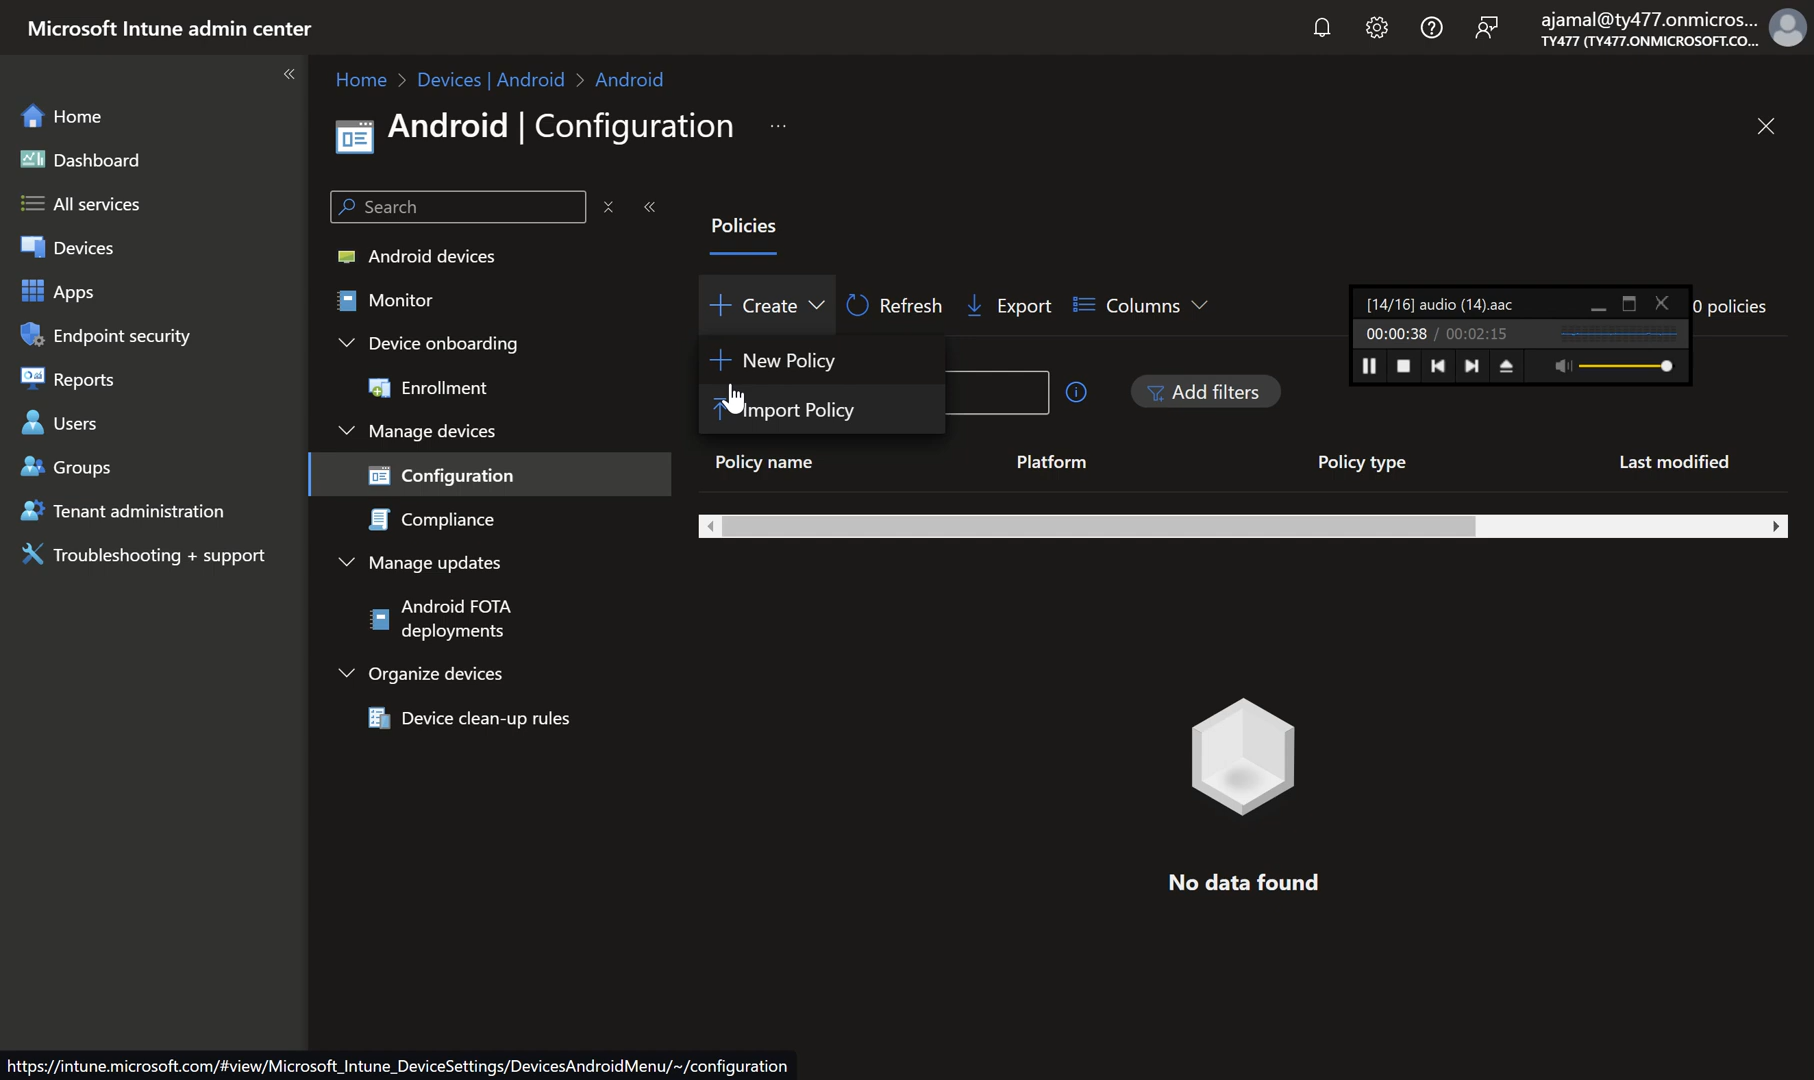 Microsoft Intune admin center
ajamal@ty477.onmicros...
TY477 (TY477.ONMICROSOFT.CO...
Home
Dashboard
All services
Devices
Apps
Endpoint security
Reports
Users
Groups
Tenant administration
Troubleshooting + support
Home > Devices | Android > Android
Android | Configuration ...
Search
Android devices
Monitor
Device onboarding
Enrollment
Manage devices
Configuration
Compliance
Manage updates
Android FOTA
deployments
Organize devices
Device clean-up rules
Policies
Create
Refresh
Export
Columns
0 policies
New Policy
Import Policy
Add filters
[14/16] audio (14).aac
00:00:38 / 00:02:15
Policy name
Platform
Policy type
Last modified
No data found
https://intune.microsoft.com/#view/Microsoft_Intune_DeviceSettings/DevicesAndroidMenu/~/configuration